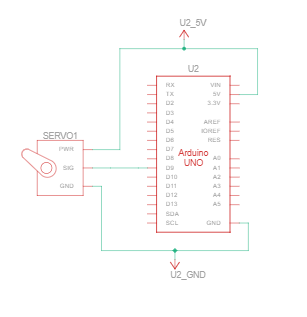 U2_5V
U2
RX VIN
TX 5V
D2 3.3V
D3
D4 AREF
D5 IOREF
D6 RES
D7
D8 A0
D9 A1
D10 A2
D11 A3
D12 A4
D13 A5
SDA
SCL GND
Arduino
UNO
SERVO1
PWR
SIG
GND
U2_GND